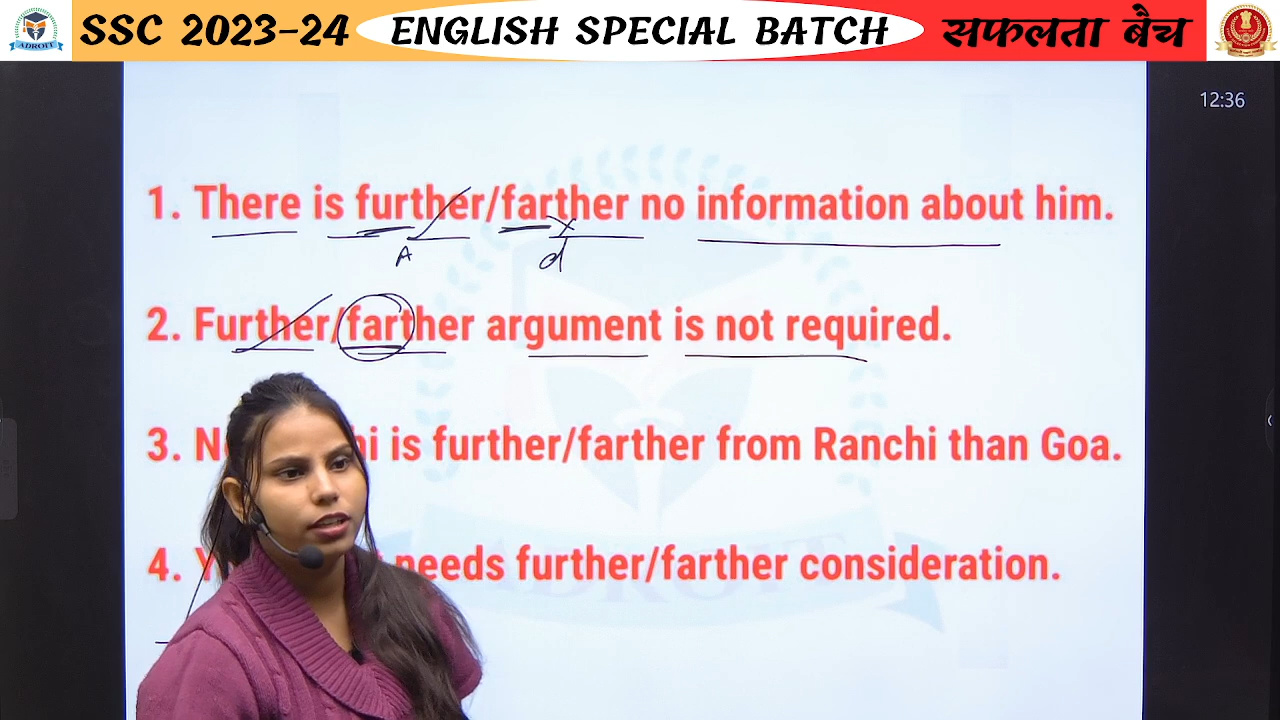 SSC 2023-24 ENGLISH SPECIAL BATCH सफलता बैच
ADROIT
12:36
1. There is further/farther no information about him.
A d
2. Further/farther argument is not required.
3. is further/farther from Ranchi than Goa.
4. needs further/farther consideration.
ADROIT